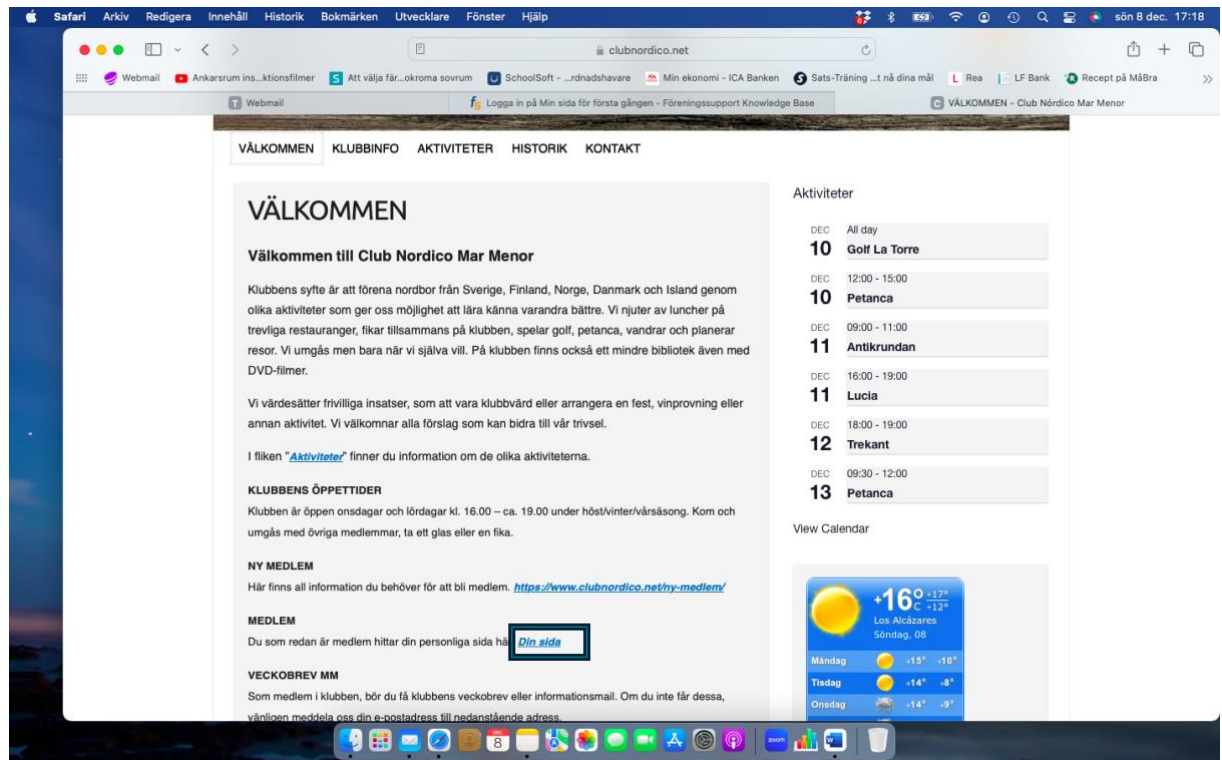 Safari Arkiv Redigera Innehåll Historik Bokmärken Utvecklare Fönster Hjälp
sön 8 dec. 17:18
clubnordico.net
Webmail Ankarsrum ins...ktionsfilmer Att välja fär...okroma sovrum SchoolSoft - ...rdnadshavare Min ekonomi - ICA Banken Sats-Träning ...t nå dina mål Rea LF Bank Recept på MåBra
Webmail Logga in på Min sida för första gången - Föreningssupport Knowledge Base VÄLKOMMEN - Club Nórdico Mar Menor
VÄLKOMMEN KLUBBINFO AKTIVITETER HISTORIK KONTAKT
VÄLKOMMEN
Välkommen till Club Nordico Mar Menor
Klubbens syfte är att förena nordbor från Sverige, Finland, Norge, Danmark och Island genom
olika aktiviteter som ger oss möjlighet att lära känna varandra bättre. Vi njuter av luncher på
trevliga restauranger, fikar tillsammans på klubben, spelar golf, petanca, vandrar och planerar
resor. Vi umgås men bara när vi själva vill. På klubben finns också ett mindre bibliotek även med
DVD-filmer.
Vi värdesätter frivilliga insatser, som att vara klubbvärd eller arrangera en fest, vinprovning eller
annan aktivitet. Vi välkomnar alla förslag som kan bidra till vår trivsel.
I fliken "Aktiviteter" finner du information om de olika aktiviteterna.
KLUBBENS ÖPPETTIDER
Klubben är öppen onsdagar och lördagar kl. 16.00 – ca. 19.00 under höst/vinter/vårsäsong. Kom och
umgås med övriga medlemmar, ta ett glas eller en fika.
NY MEDLEM
Här finns all information du behöver för att bli medlem. https://www.clubnordico.net/ny-medlem/
MEDLEM
Du som redan är medlem hittar din personliga sida hä Din sida
VECKOBREV MM
Som medlem i klubben, bör du få klubbens veckobrev eller informationsmail. Om du inte får dessa,
vänligen meddela oss din e-postadress till nedanstående adress.
Aktiviteter
DEC All day
10 Golf La Torre
DEC 12:00 - 15:00
10 Petanca
DEC 09:00 - 11:00
11 Antikrundan
DEC 16:00 - 19:00
11 Lucia
DEC 18:00 - 19:00
12 Trekant
DEC 09:30 - 12:00
13 Petanca
View Calendar
+16°C +17° +12°
Los Alcázares
Söndag, 08
Måndag +15° +10°
Tisdag +14° +8°
Onsdag +14° +9°
DEC
8
zoom